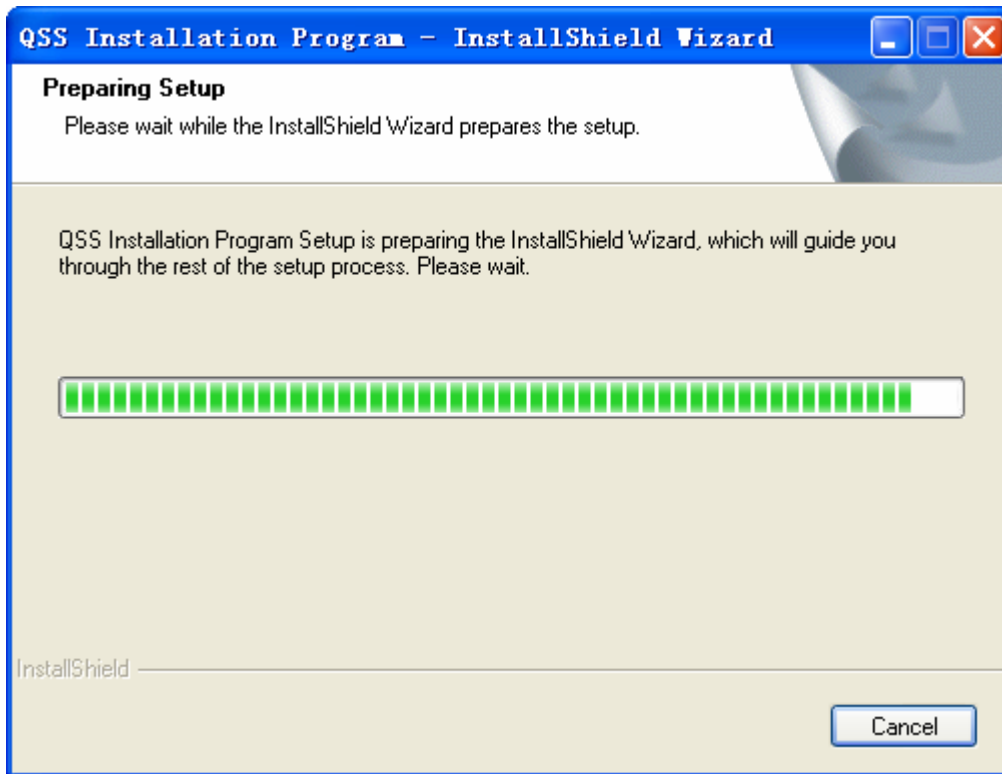 QSS Installation Program - InstallShield Wizard
Preparing Setup
Please wait while the InstallShield Wizard prepares the setup.
QSS Installation Program Setup is preparing the InstallShield Wizard, which will guide you
through the rest of the setup process. Please wait.
InstallShield
Cancel